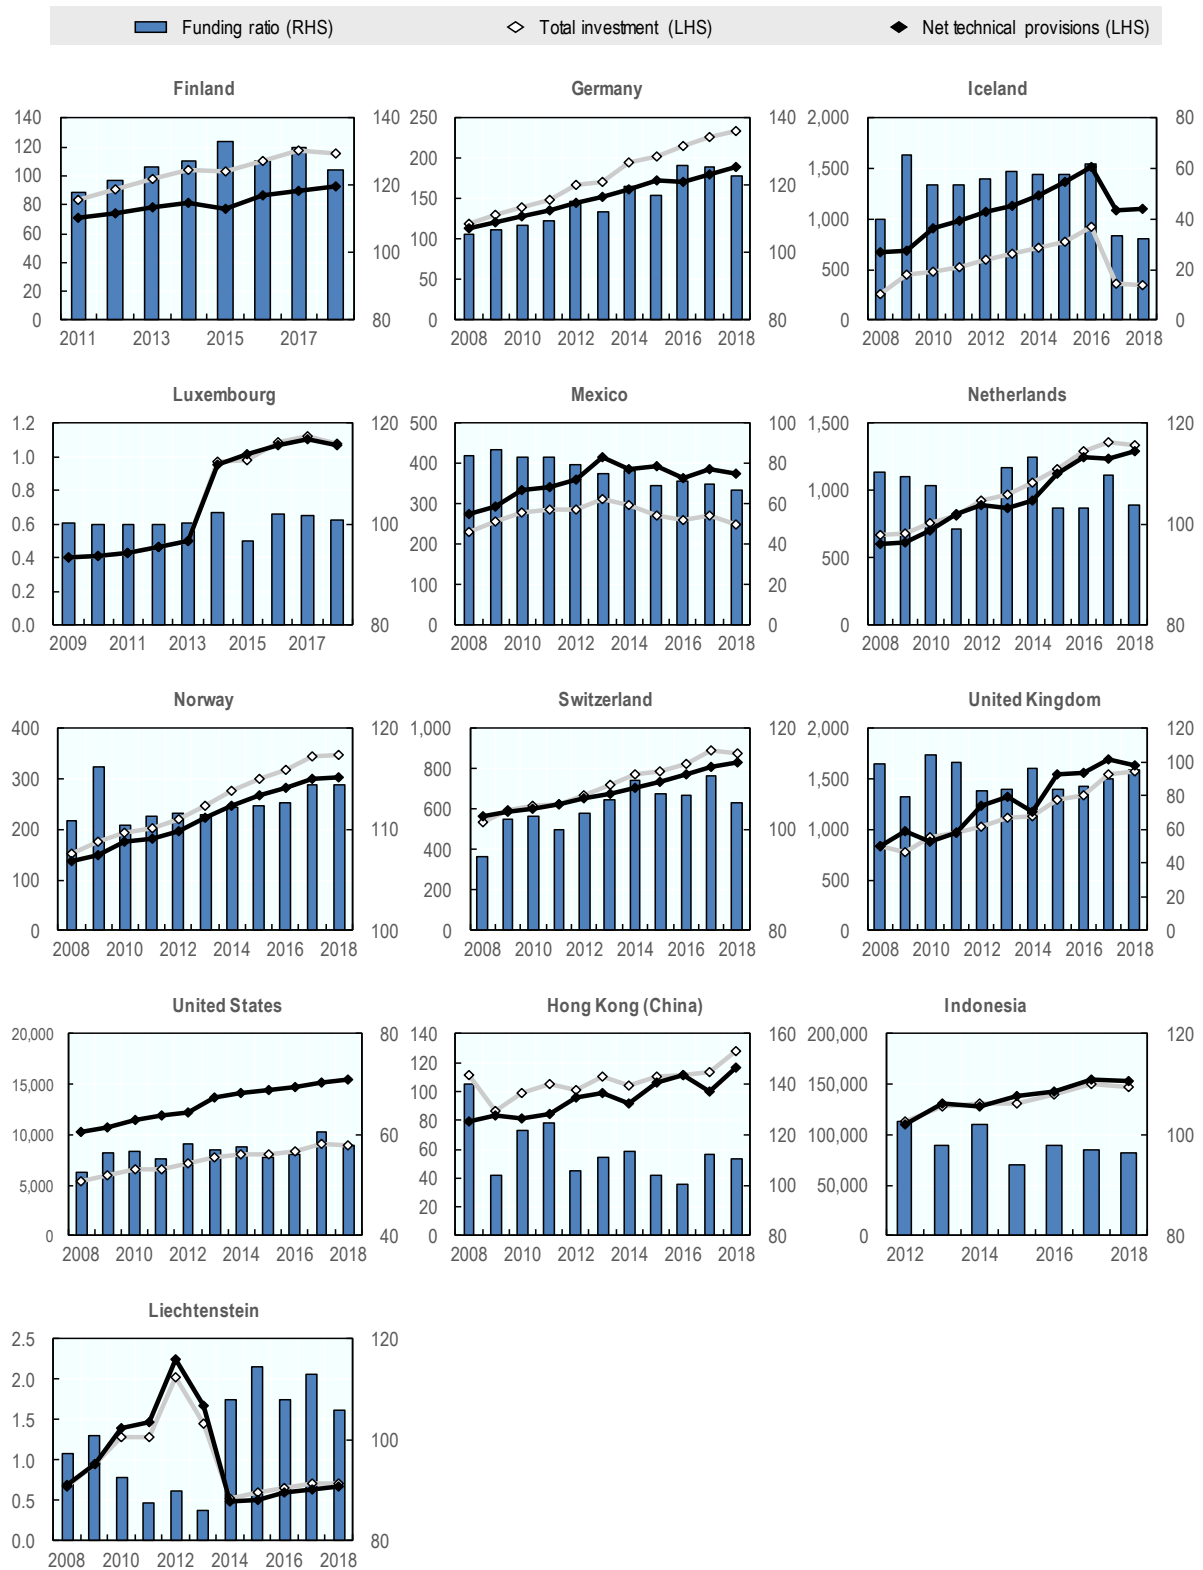 Funding ratio (RHS) Total investment (LHS) Net technical provisions (LHS)
Finland
140 120 100 80 60 40 20 0
140 120 100 80
2011 2013 2015 2017
Germany
250 200 150 100 50 0
140 120 100 80
2008 2010 2012 2014 2016 2018
Iceland
2,000 1,500 1,000 500 0
80 60 40 20 0
2008 2010 2012 2014 2016 2018
Luxembourg
1.2 1.0 0.8 0.6 0.4 0.2 0.0
120 100 80
2009 2011 2013 2015 2017
Mexico
500 400 300 200 100 0
100 80 60 40 20 0
2008 2010 2012 2014 2016 2018
Netherlands
1,500 1,000 500 0
120 100 80
2008 2010 2012 2014 2016 2018
Norway
400 300 200 100 0
120 110 100
2008 2010 2012 2014 2016 2018
Switzerland
1,000 800 600 400 200 0
120 100 80
2008 2010 2012 2014 2016 2018
United Kingdom
2,000 1,500 1,000 500 0
120 100 80 60 40 20 0
2008 2010 2012 2014 2016 2018
United States
20,000 15,000 10,000 5,000 0
80 60 40
2008 2010 2012 2014 2016 2018
Hong Kong (China)
140 120 100 80 60 40 20 0
160 140 120 100 80
2008 2010 2012 2014 2016 2018
Indonesia
200,000 150,000 100,000 50,000 0
120 100 80
2012 2014 2016 2018
Liechtenstein
2.5 2.0 1.5 1.0 0.5 0.0
120 100 80
2008 2010 2012 2014 2016 2018